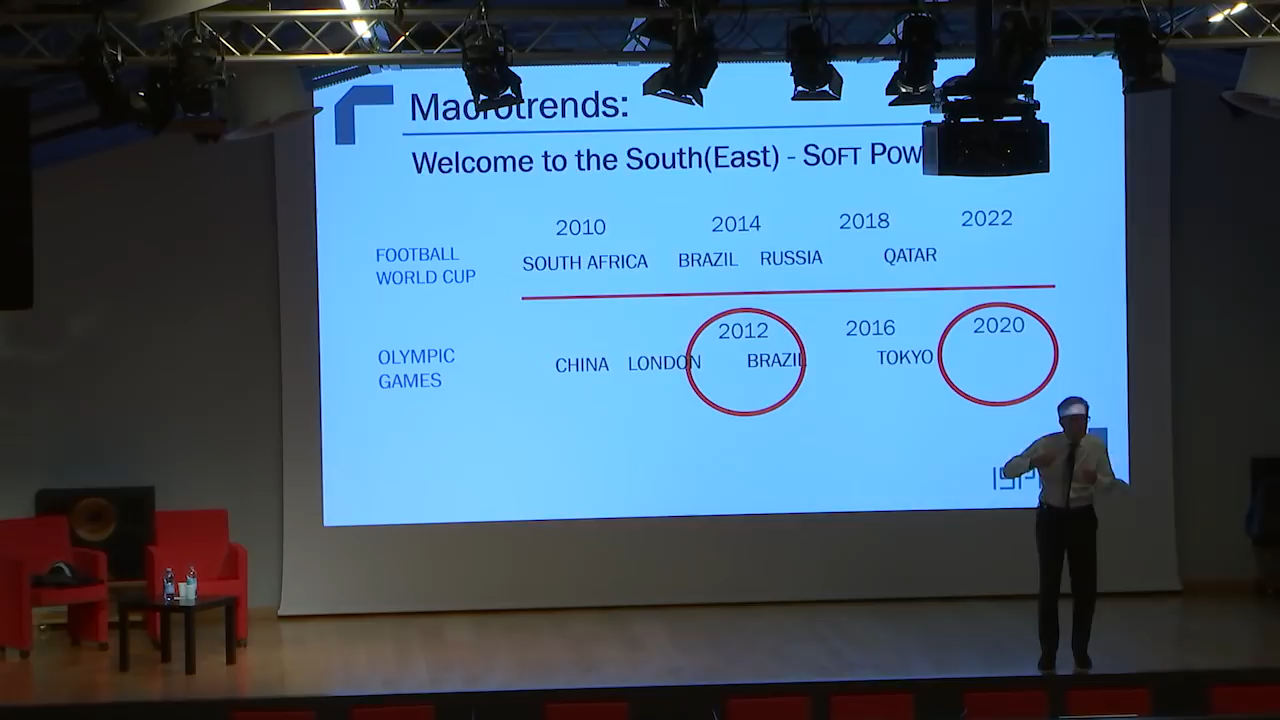 Macrotrends:
Welcome to the South(East) - SOFT POW
2010 2014 2018 2022
FOOTBALL WORLD CUP
SOUTH AFRICA BRAZIL RUSSIA QATAR
2012 2016 2020
OLYMPIC GAMES
CHINA LONDON BRAZIL TOKYO
ISP